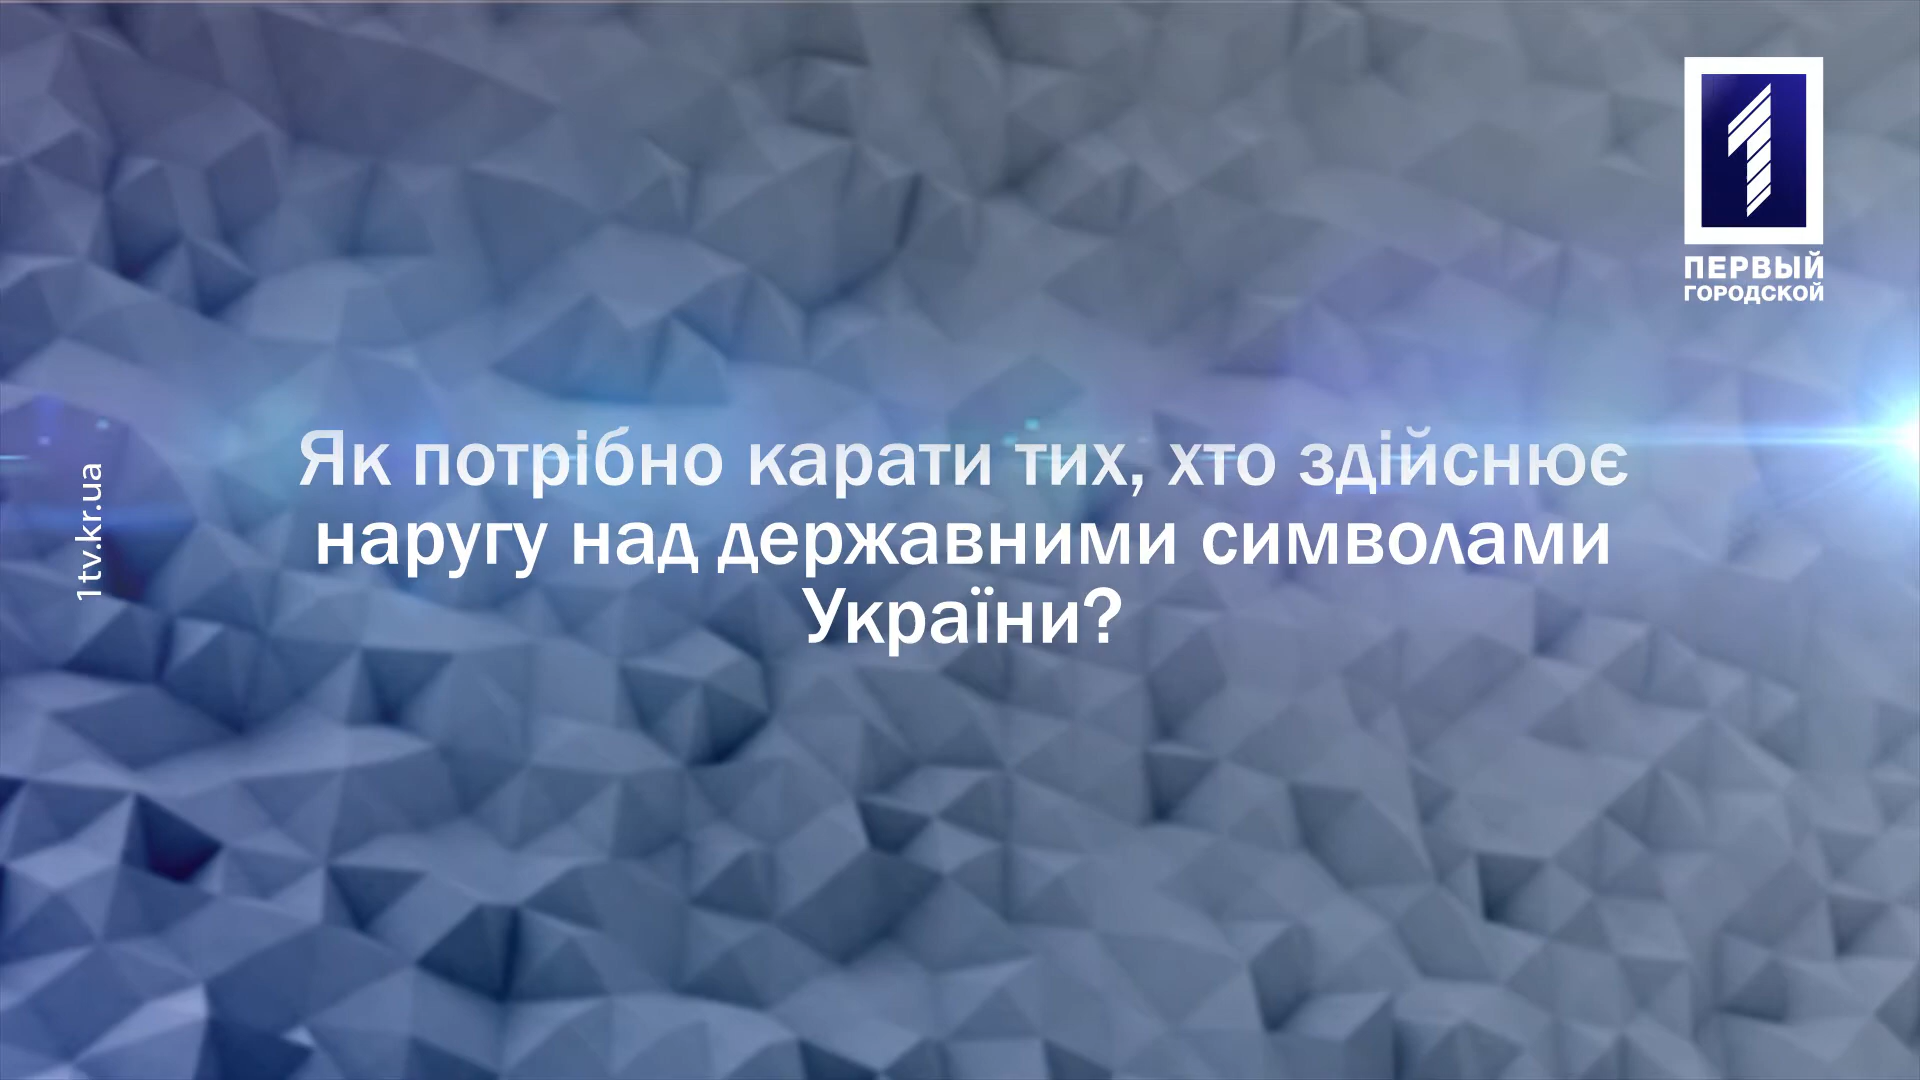 ПЕРВЫЙ
ГОРОДСКОЙ
Як потрібно карати тих, хто здійснює
наругу над державними символами
України?
1tv.kr.ua